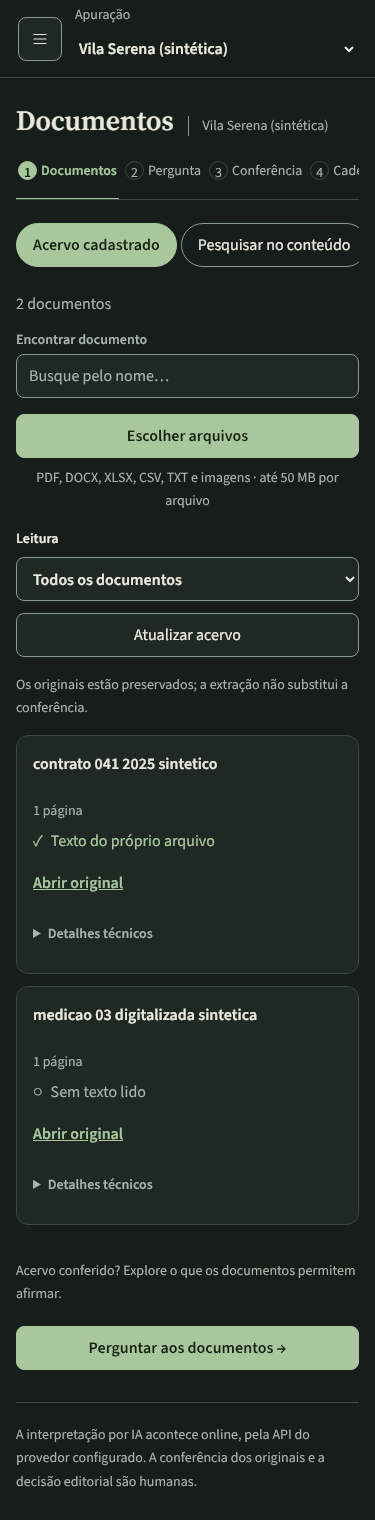 Apuração
Vila Serena (sintética)
Documentos
Vila Serena (sintética)
1 Documentos 2 Pergunta 3 Conferência 4 Cade
Acervo cadastrado Pesquisar no conteúdo
2 documentos
Encontrar documento
Busque pelo nome…
Escolher arquivos
PDF, DOCX, XLSX, CSV, TXT e imagens · até 50 MB por
arquivo
Leitura
Todos os documentos
Atualizar acervo
Os originais estão preservados; a extração não substitui a
conferência.
contrato 041 2025 sintetico
1 página
✓ Texto do próprio arquivo
Abrir original
▶ Detalhes técnicos
medicao 03 digitalizada sintetica
1 página
○ Sem texto lido
Abrir original
▶ Detalhes técnicos
Acervo conferido? Explore o que os documentos permitem
afirmar.
Perguntar aos documentos →
A interpretação por IA acontece online, pela API do
provedor configurado. A conferência dos originais e a
decisão editorial são humanas.